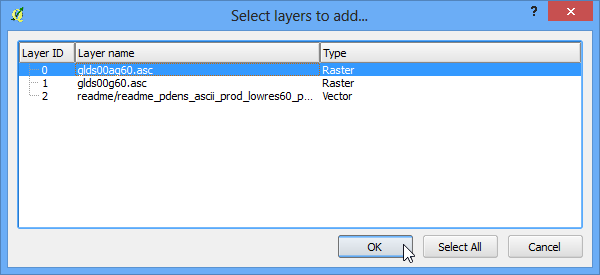 Select layers to add...
?
Layer ID Layer name Type
0 glds00ag60.asc Raster
1 glds00g60.asc Raster
2 readme/readme_pdens_ascii_prod_lowres60_p... Vector
OK Select All Cancel